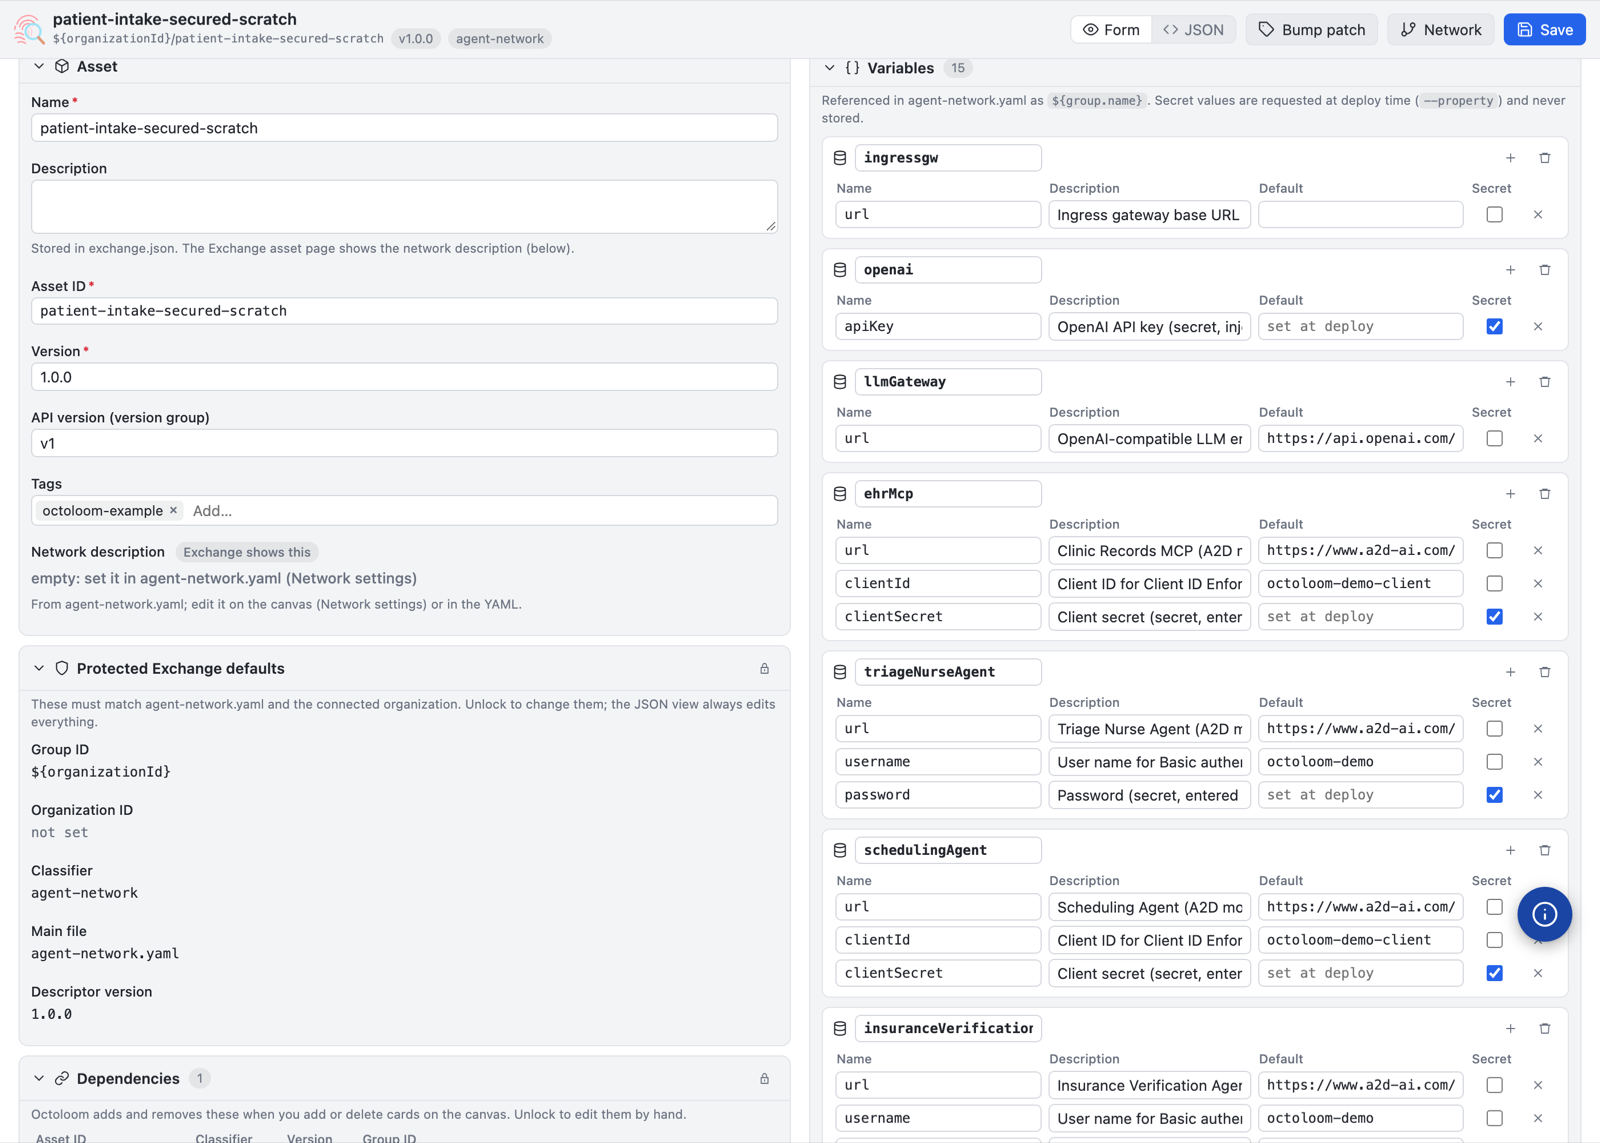 patient-intake-secured-scratch
${organizationId}/patient-intake-secured-scratch v1.0.0 agent-network
Form JSON Bump patch Network Save
Asset
Name *
patient-intake-secured-scratch
Description
Stored in exchange.json. The Exchange asset page shows the network description (below).
Asset ID *
patient-intake-secured-scratch
Version *
1.0.0
API version (version group)
v1
Tags
octoloom-example × Add...
Network description Exchange shows this
empty: set it in agent-network.yaml (Network settings)
From agent-network.yaml; edit it on the canvas (Network settings) or in the YAML.
Protected Exchange defaults
These must match agent-network.yaml and the connected organization. Unlock to change them; the JSON view always edits
everything.
Group ID
${organizationId}
Organization ID
not set
Classifier
agent-network
Main file
agent-network.yaml
Descriptor version
1.0.0
Dependencies 1
Octoloom adds and removes these when you add or delete cards on the canvas. Unlock to edit them by hand.
Asset ID Classifier Version Group ID
{} Variables 15
Referenced in agent-network.yaml as ${group.name}. Secret values are requested at deploy time (--property) and never
stored.
ingressgw
Name Description Default Secret
url Ingress gateway base URL
openai
Name Description Default Secret
apiKey OpenAI API key (secret, inj set at deploy
llmGateway
Name Description Default Secret
url OpenAI-compatible LLM er https://api.openai.com/
ehrMcp
Name Description Default Secret
url Clinic Records MCP (A2D r https://www.a2d-ai.com/
clientId Client ID for Client ID Enfor octoloom-demo-client
clientSecret Client secret (secret, enter set at deploy
triageNurseAgent
Name Description Default Secret
url Triage Nurse Agent (A2D m https://www.a2d-ai.com/
username User name for Basic auther octoloom-demo
password Password (secret, entered set at deploy
schedulingAgent
Name Description Default Secret
url Scheduling Agent (A2D mo https://www.a2d-ai.com/
clientId Client ID for Client ID Enfor octoloom-demo-client
clientSecret Client secret (secret, enter set at deploy
insuranceVerification
Name Description Default Secret
url Insurance Verification Agen https://www.a2d-ai.com/
username User name for Basic auther octoloom-demo